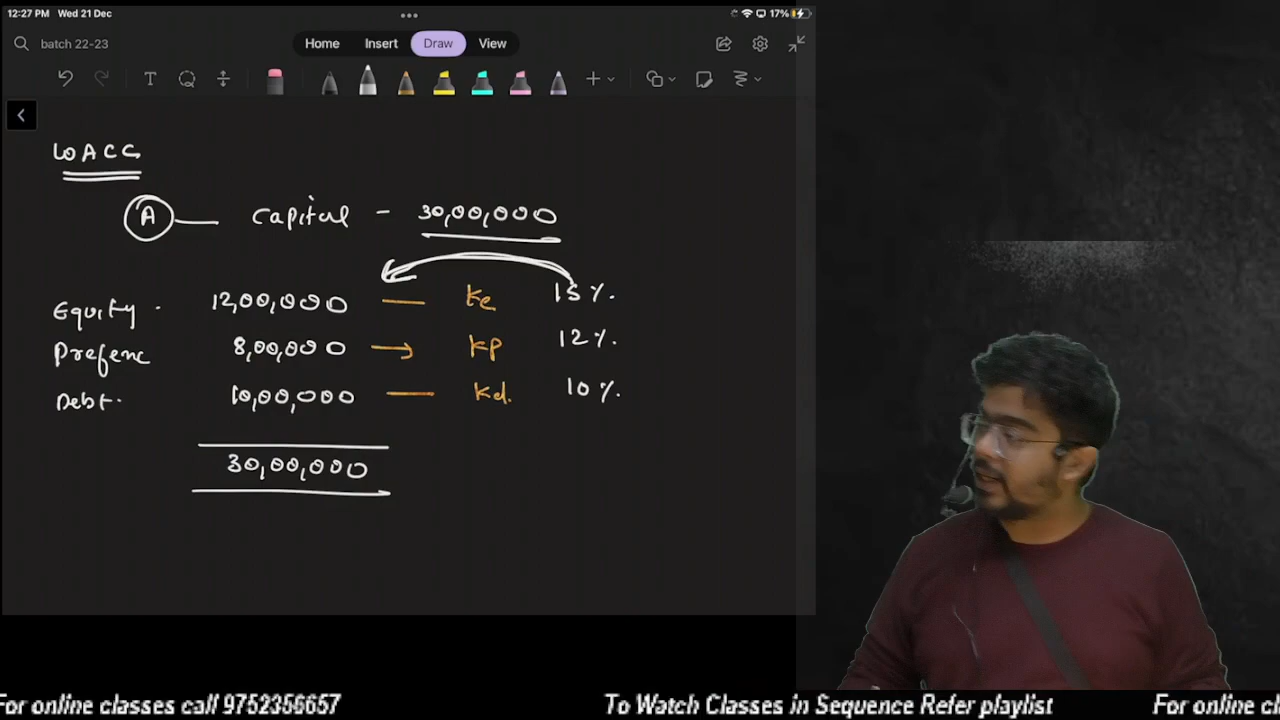 12:27 PM Wed 21 Dec
17%
batch 22-23
Home Insert Draw View
WACC
A — Capital - 30,00,000
Equity - 12,00,000 — Ke 15%.
Prefenc 8,00,000 → Kp 12%.
Debt. 10,00,000 — Kd. 10%.
30,00,000
For online classes call 9752356657 To Watch Classes in Sequence Refer playlist For online cl